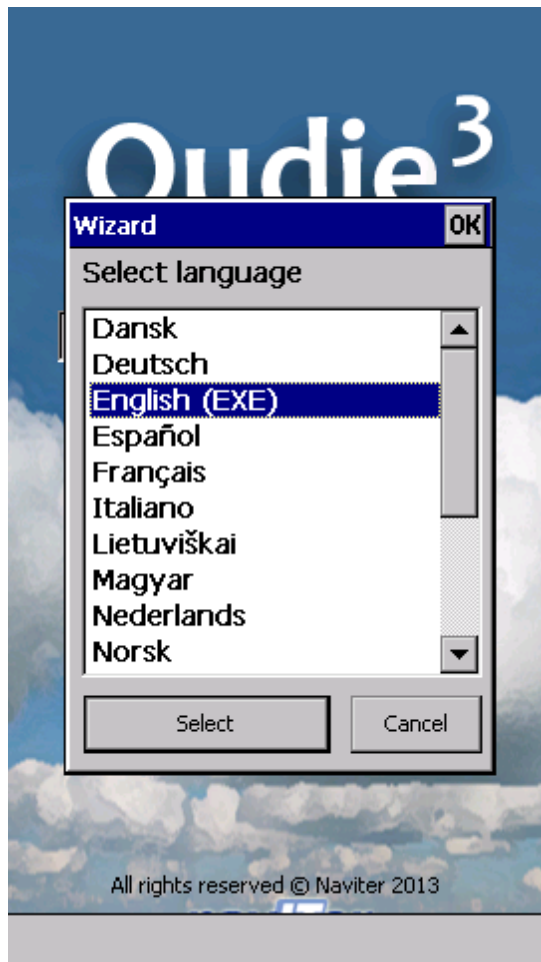 Oudie³
Wizard
OK
Select language
Dansk
Deutsch
English (EXE)
Español
Français
Italiano
Lietuviškai
Magyar
Nederlands
Norsk
Select
Cancel
All rights reserved © Naviter 2013